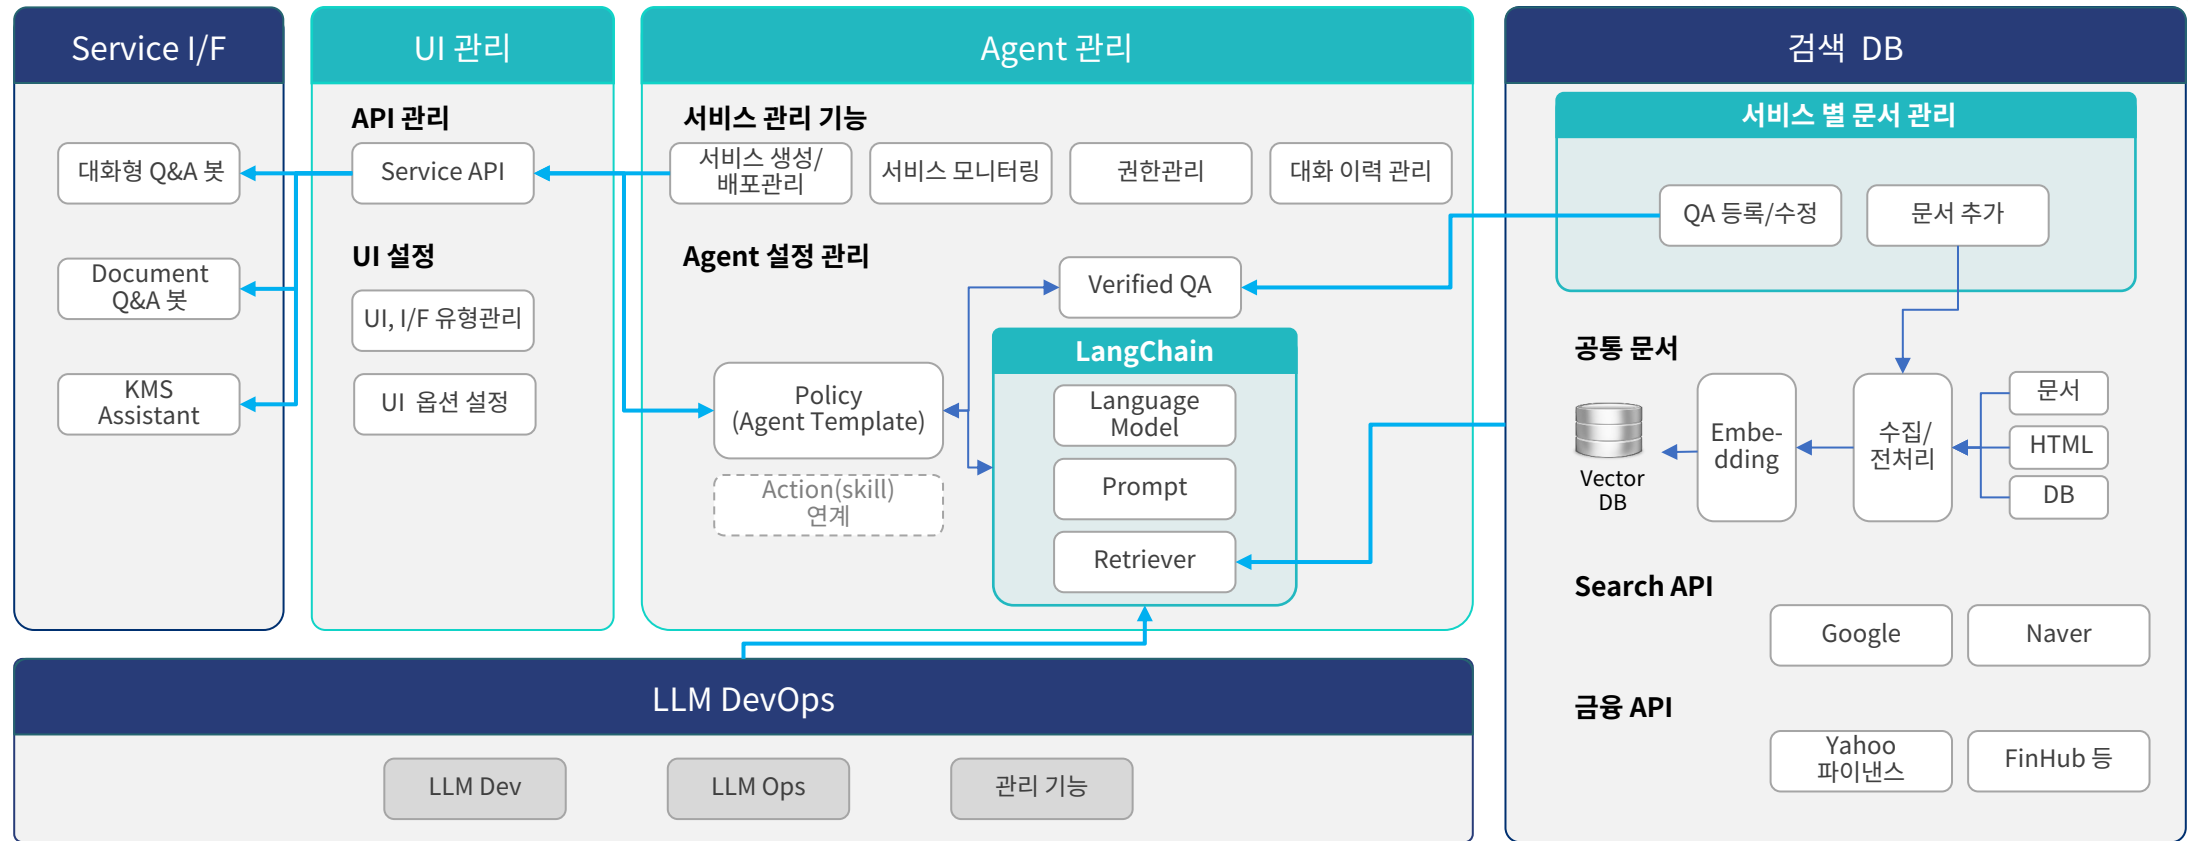 Service I/F
대화형 Q&A 봇
Document
Q&A 봇
KMS
Assistant
UI 관리
API 관리
Service API
UI 설정
UI, I/F 유형관리
UI 옵션 설정
Agent 관리
서비스 관리 기능
서비스 생성/
배포관리
서비스 모니터링
권한관리
대화 이력 관리
Agent 설정 관리
Verified QA
Policy
(Agent Template)
Action(skill)
연계
LangChain
Language
Model
Prompt
Retriever
검색 DB
서비스 별 문서 관리
QA 등록/수정
문서 추가
공통 문서
Vector
DB
Embe-
dding
수집/
전처리
문서
HTML
DB
Search API
Google
Naver
금융 API
Yahoo
파이낸스
FinHub 등
LLM DevOps
LLM Dev
LLM Ops
관리 기능